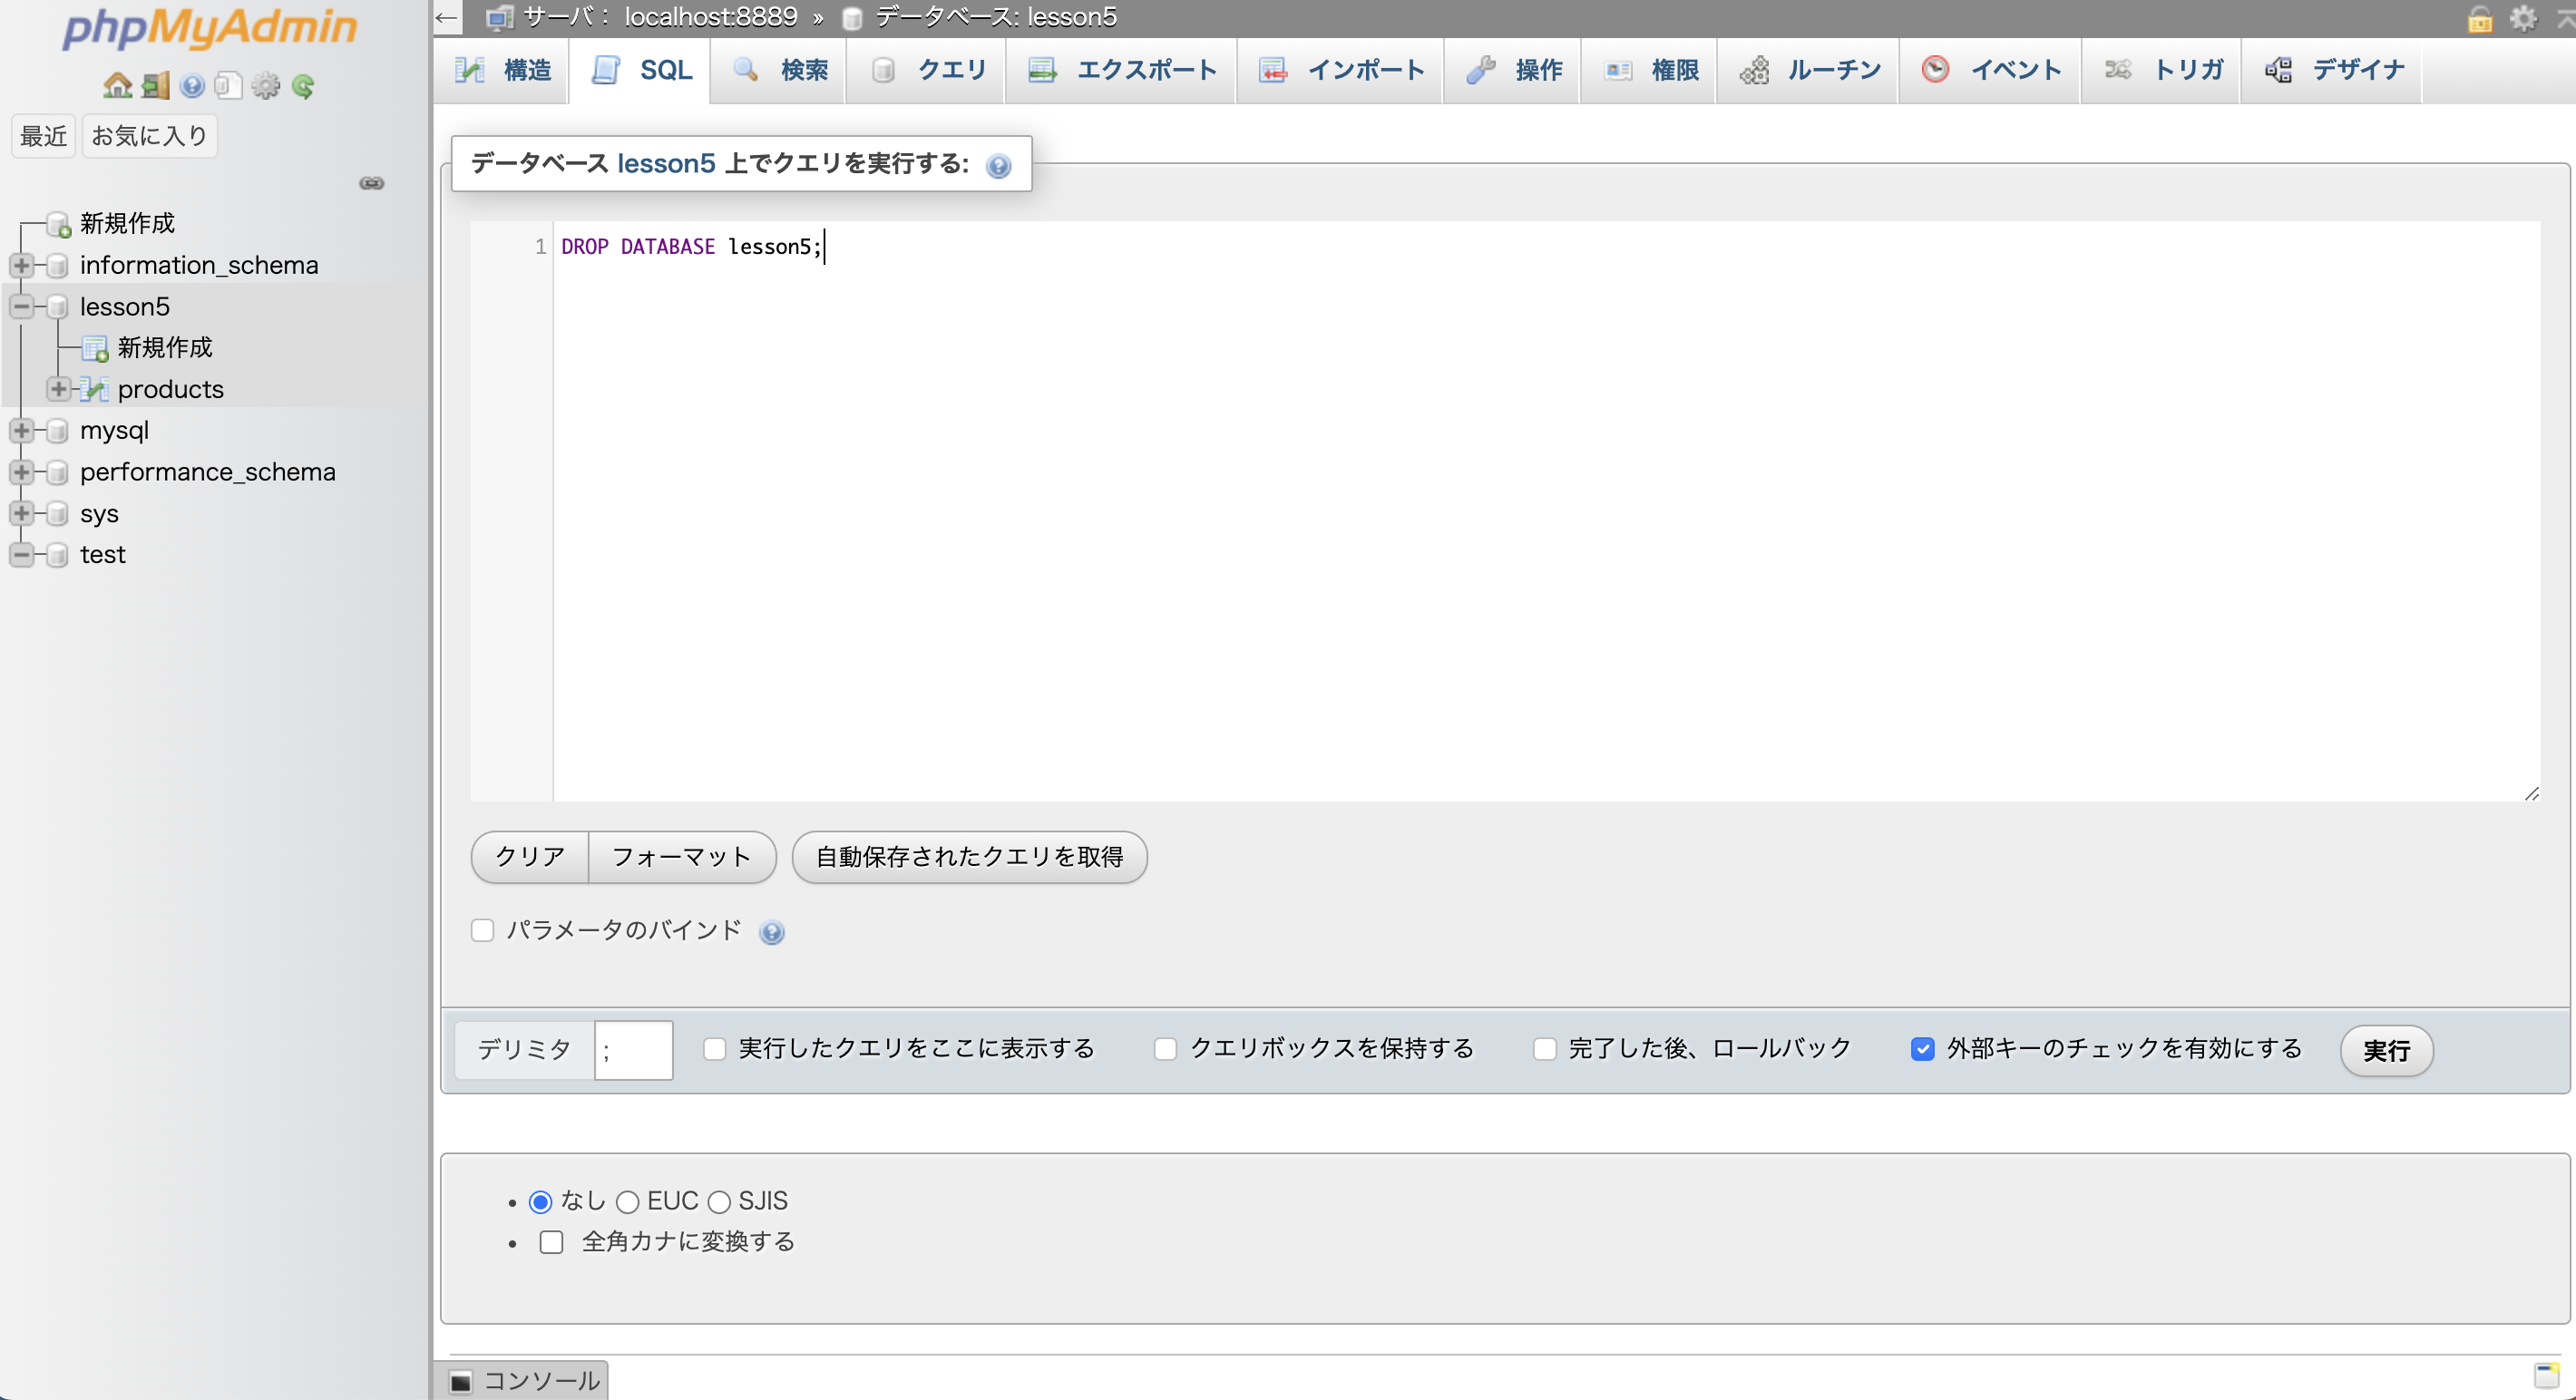 phpMyAdmin
最近 お気に入り
新規作成
information_schema
lesson5
新規作成
products
mysql
performance_schema
sys
test
← サーバ： localhost:8889 » データベース: lesson5
構造 SQL 検索 クエリ エクスポート インポート 操作 権限 ルーチン イベント トリガ デザイナ
データベース lesson5 上でクエリを実行する:
1 DROP DATABASE lesson5;
クリア フォーマット 自動保存されたクエリを取得
パラメータのバインド
デリミタ ; 実行したクエリをここに表示する クエリボックスを保持する 完了した後、ロールバック 外部キーのチェックを有効にする 実行
• なし EUC SJIS
• 全角カナに変換する
コンソール